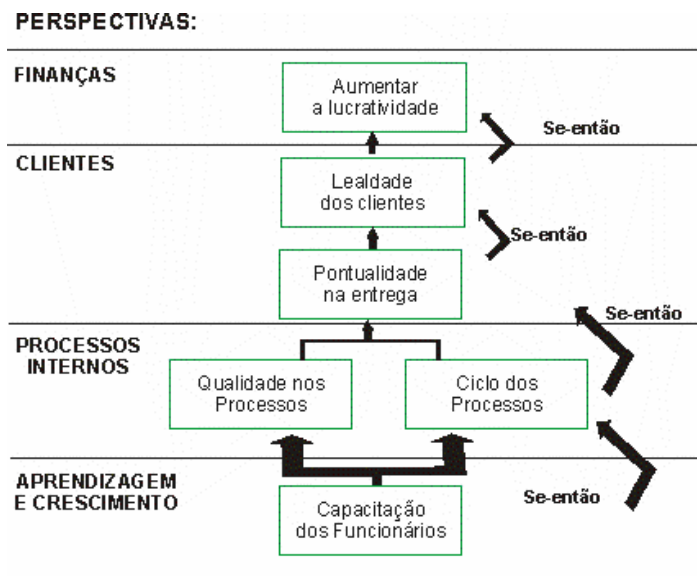 PERSPECTIVAS:
FINANÇAS
Aumentar
a lucratividade
Se-então
CLIENTES
Lealdade
dos clientes
Se-então
Pontualidade
na entrega
Se-então
PROCESSOS
INTERNOS
Qualidade nos
Processos
Ciclo dos
Processos
APRENDIZAGEM
E CRESCIMENTO
Capacitação
dos Funcionários
Se-então